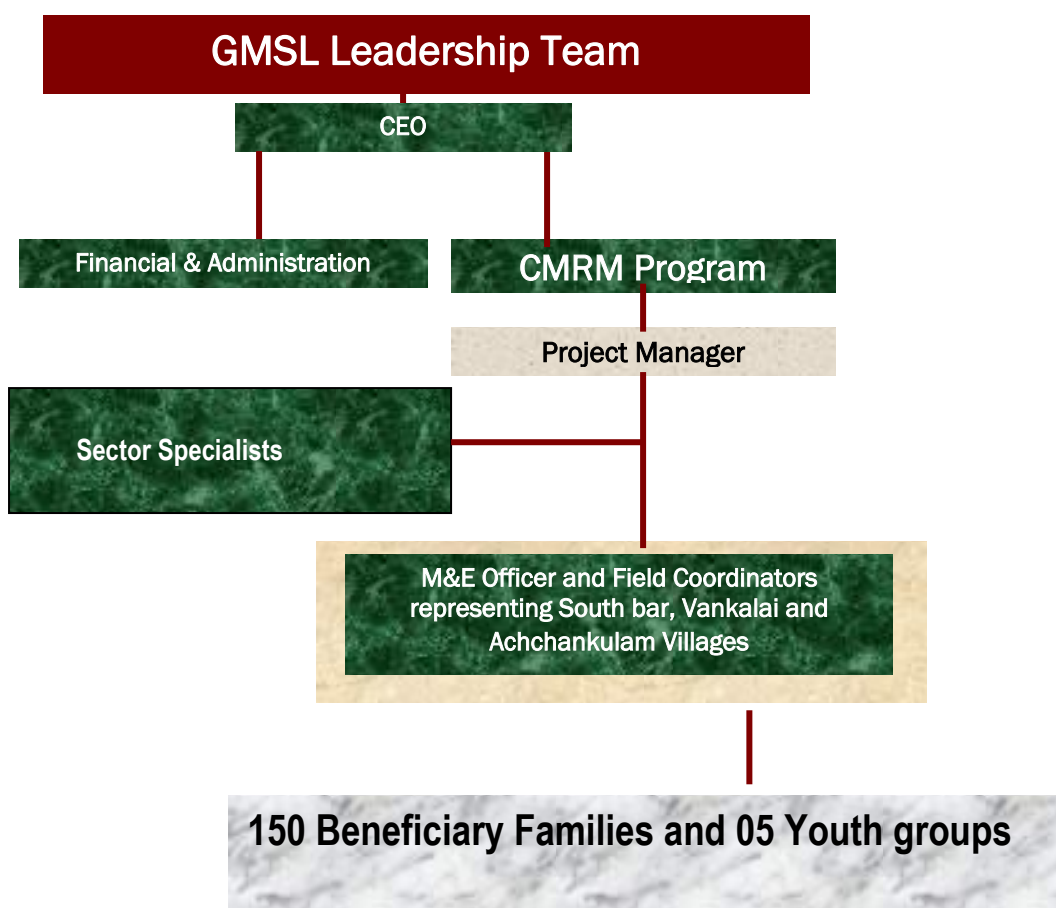 GMSL Leadership Team
CEO
Financial & Administration
CMRM Program
Project Manager
Sector Specialists
M&E Officer and Field Coordinators
representing South bar, Vankalai and
Achchankulam Villages
150 Beneficiary Families and 05 Youth groups